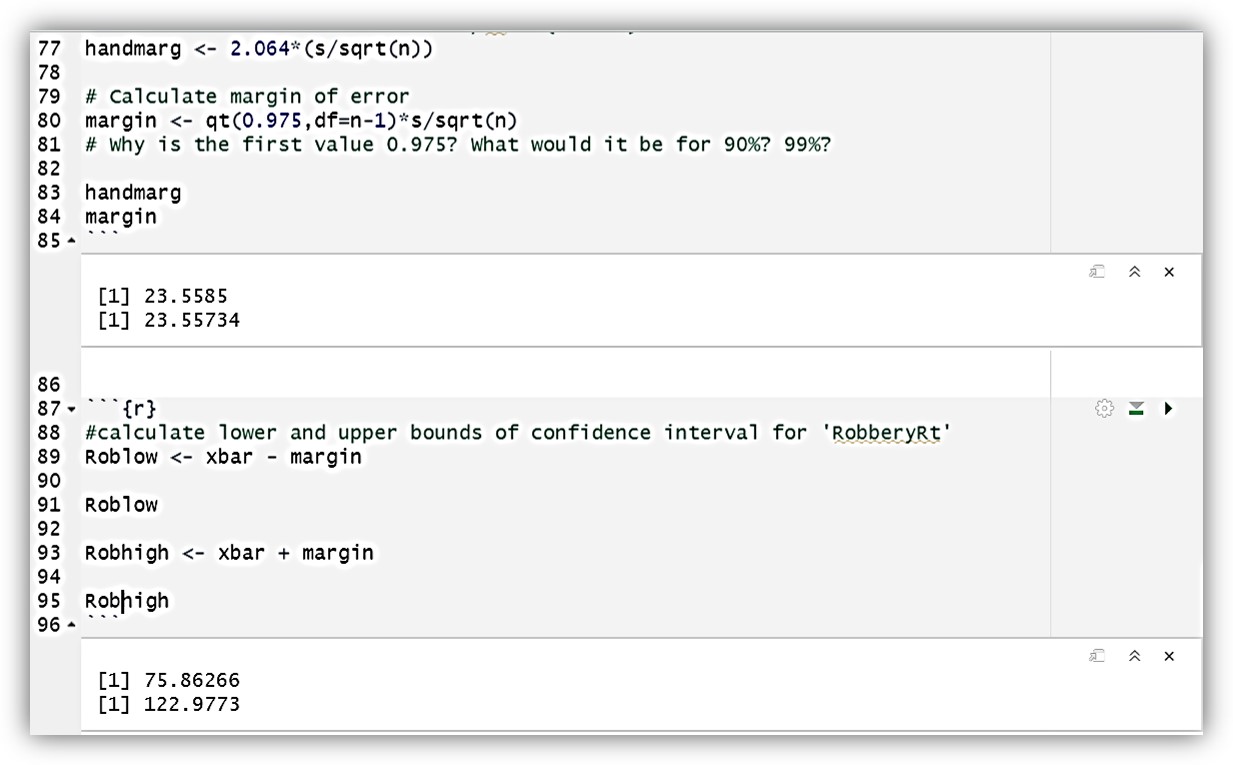 77 handmarg <- 2.064*(s/sqrt(n))
78
79 # Calculate margin of error
80 margin <- qt(0.975,df=n-1)*s/sqrt(n)
81 # Why is the first value 0.975? What would it be for 90%? 99%?
82
83 handmarg
84 margin
85 ```
[1] 23.5585
[1] 23.55734
86
87 ```{r}
88 #calculate lower and upper bounds of confidence interval for 'RobberyRt'
89 Roblow <- xbar - margin
90
91 Roblow
92
93 Robhigh <- xbar + margin
94
95 Robhigh
96 ```
[1] 75.86266
[1] 122.9773